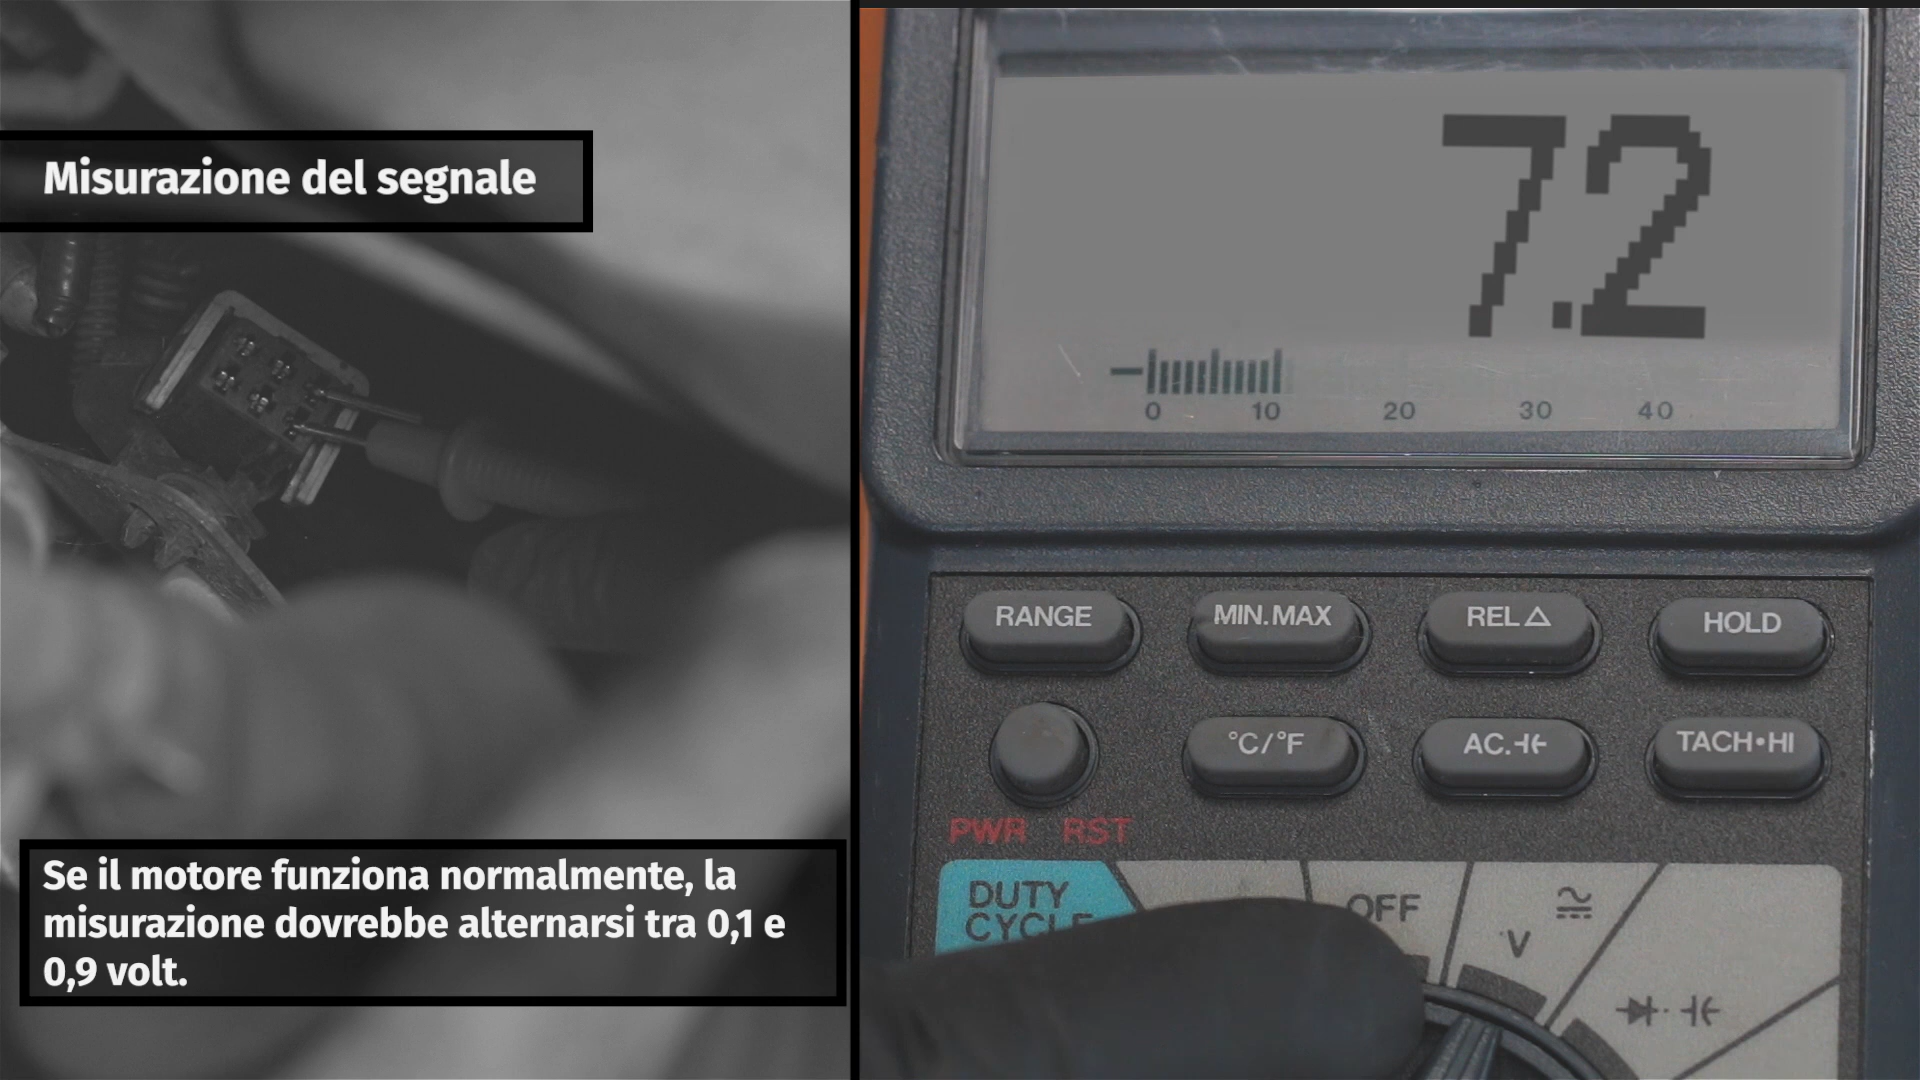 Misurazione del segnale
Se il motore funziona normalmente, la
misurazione dovrebbe alternarsi tra 0,1 e
0,9 volt.
7.2
0 10 20 30 40
RANGE MIN.MAX REL△ HOLD
°C/°F AC. TACH•HI
PWR RST
DUTY
CYCLE
OFF
V